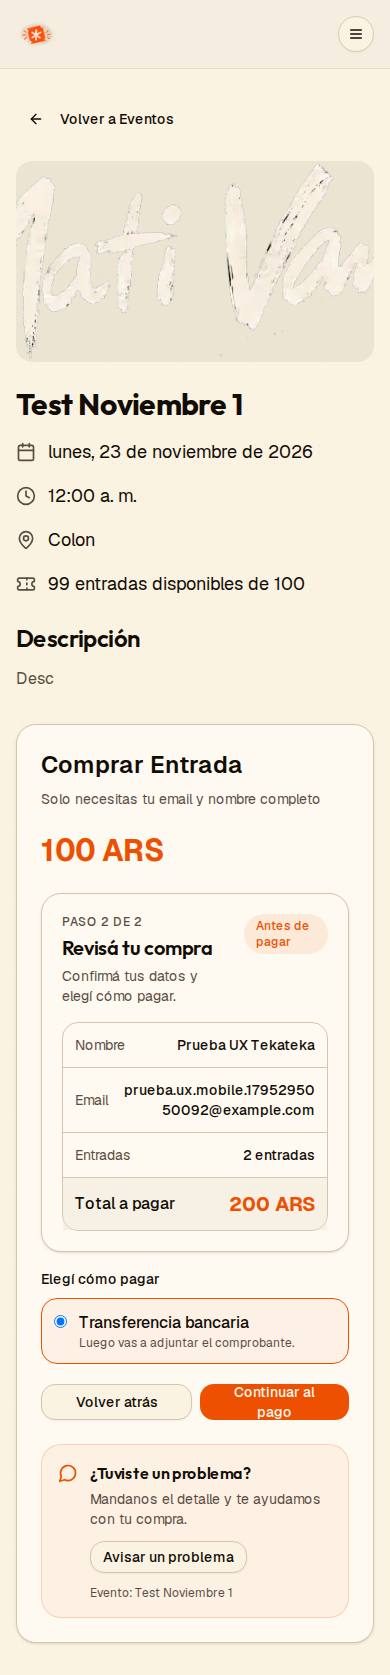 Volver a Eventos
Mati Va
Test Noviembre 1
lunes, 23 de noviembre de 2026
12:00 a. m.
Colon
99 entradas disponibles de 100
Descripción
Desc
Comprar Entrada
Solo necesitas tu email y nombre completo
100 ARS
PASO 2 DE 2
Antes de
pagar
Revisá tu compra
Confirmá tus datos y
elegí cómo pagar.
Nombre Prueba UX Tekateka
Email prueba.ux.mobile.17952950
50092@example.com
Entradas 2 entradas
Total a pagar 200 ARS
Elegí cómo pagar
Transferencia bancaria
Luego vas a adjuntar el comprobante.
Volver atrás
Continuar al
pago
¿Tuviste un problema?
Mandanos el detalle y te ayudamos
con tu compra.
Avisar un problema
Evento: Test Noviembre 1